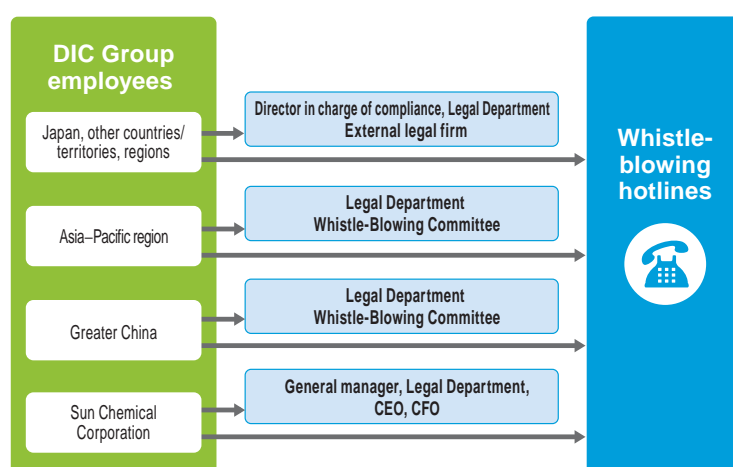 DIC Group
employees
Japan, other countries/
territories, regions
Director in charge of compliance, Legal Department
External legal firm
Asia–Pacific region
Legal Department
Whistle-Blowing Committee
Greater China
Legal Department
Whistle-Blowing Committee
Sun Chemical
Corporation
General manager, Legal Department,
CEO, CFO
Whistle-
blowing
hotlines